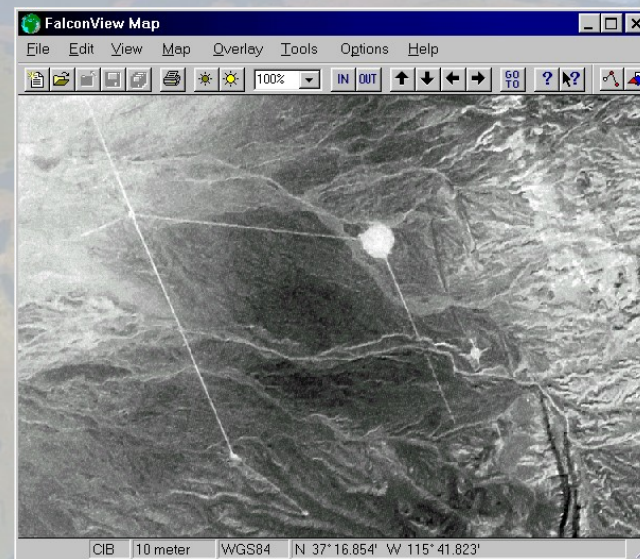 FalconView Map
File Edit View Map Overlay Tools Options Help
100% IN OUT GO TO ? ?
CIB 10 meter WGS84 N 37° 16.854' W 115° 41.823'